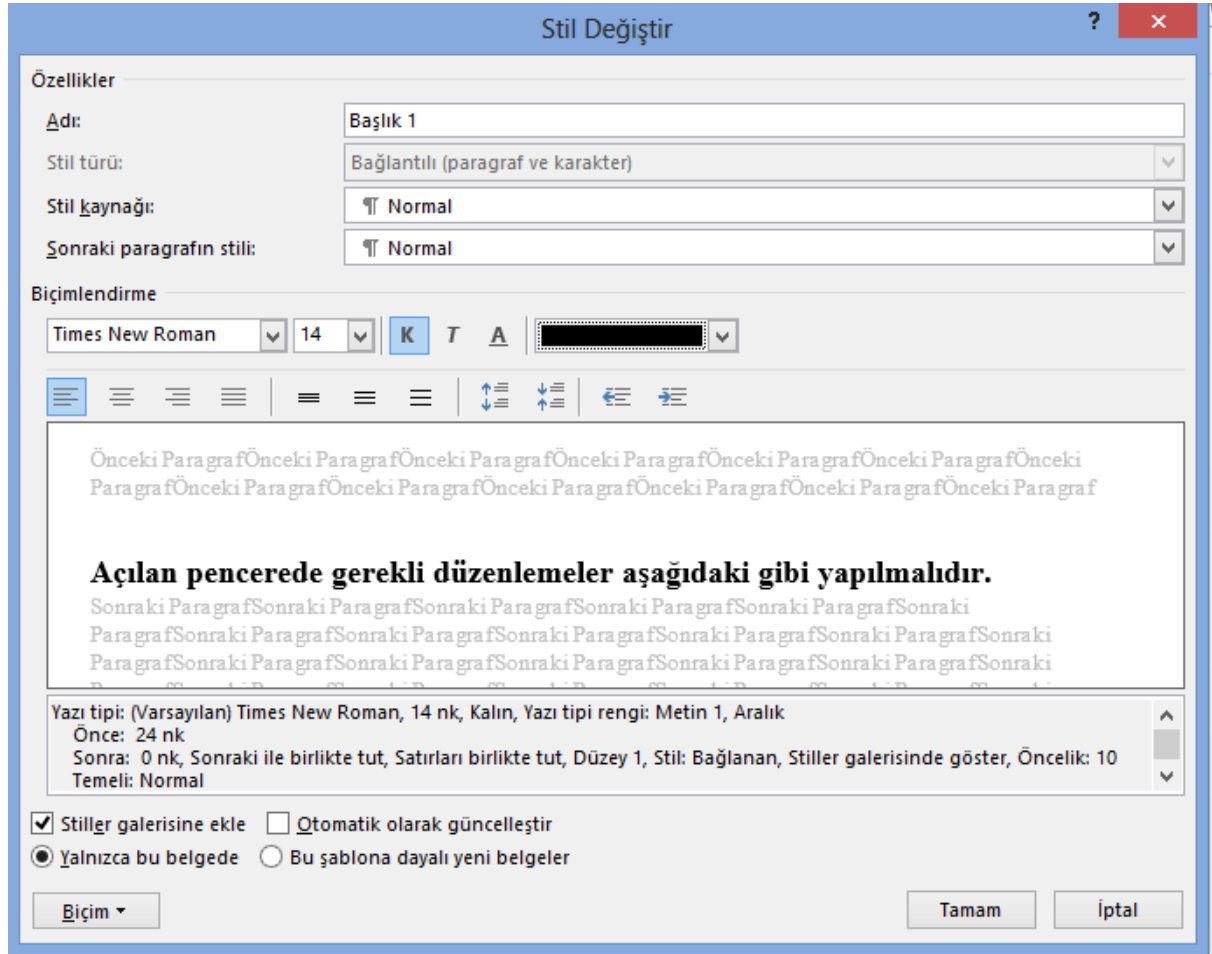 Stil Değiştir
?
Özellikler
Adı:
Başlık 1
Stil türü:
Bağlantılı (paragraf ve karakter)
Stil kaynağı:
¶ Normal
Sonraki paragrafın stili:
¶ Normal
Biçimlendirme
Times New Roman 14 K T A
Önceki ParagrafÖnceki ParagrafÖnceki ParagrafÖnceki ParagrafÖnceki ParagrafÖnceki ParagrafÖnceki
ParagrafÖnceki ParagrafÖnceki ParagrafÖnceki ParagrafÖnceki ParagrafÖnceki ParagrafÖnceki Paragraf
Açılan pencerede gerekli düzenlemeler aşağıdaki gibi yapılmalıdır.
Sonraki ParagrafSonraki ParagrafSonraki ParagrafSonraki ParagrafSonraki ParagrafSonraki
ParagrafSonraki ParagrafSonraki ParagrafSonraki ParagrafSonraki ParagrafSonraki ParagrafSonraki
ParagrafSonraki ParagrafSonraki ParagrafSonraki ParagrafSonraki ParagrafSonraki ParagrafSonraki
Yazı tipi: (Varsayılan) Times New Roman, 14 nk, Kalın, Yazı tipi rengi: Metin 1, Aralık
Önce: 24 nk
Sonra: 0 nk, Sonraki ile birlikte tut, Satırları birlikte tut, Düzey 1, Stil: Bağlanan, Stiller galerisinde göster, Öncelik: 10
Temeli: Normal
Stiller galerisine ekle Otomatik olarak güncelleştir
Yalnızca bu belgede Bu şablona dayalı yeni belgeler
Biçim
Tamam
İptal